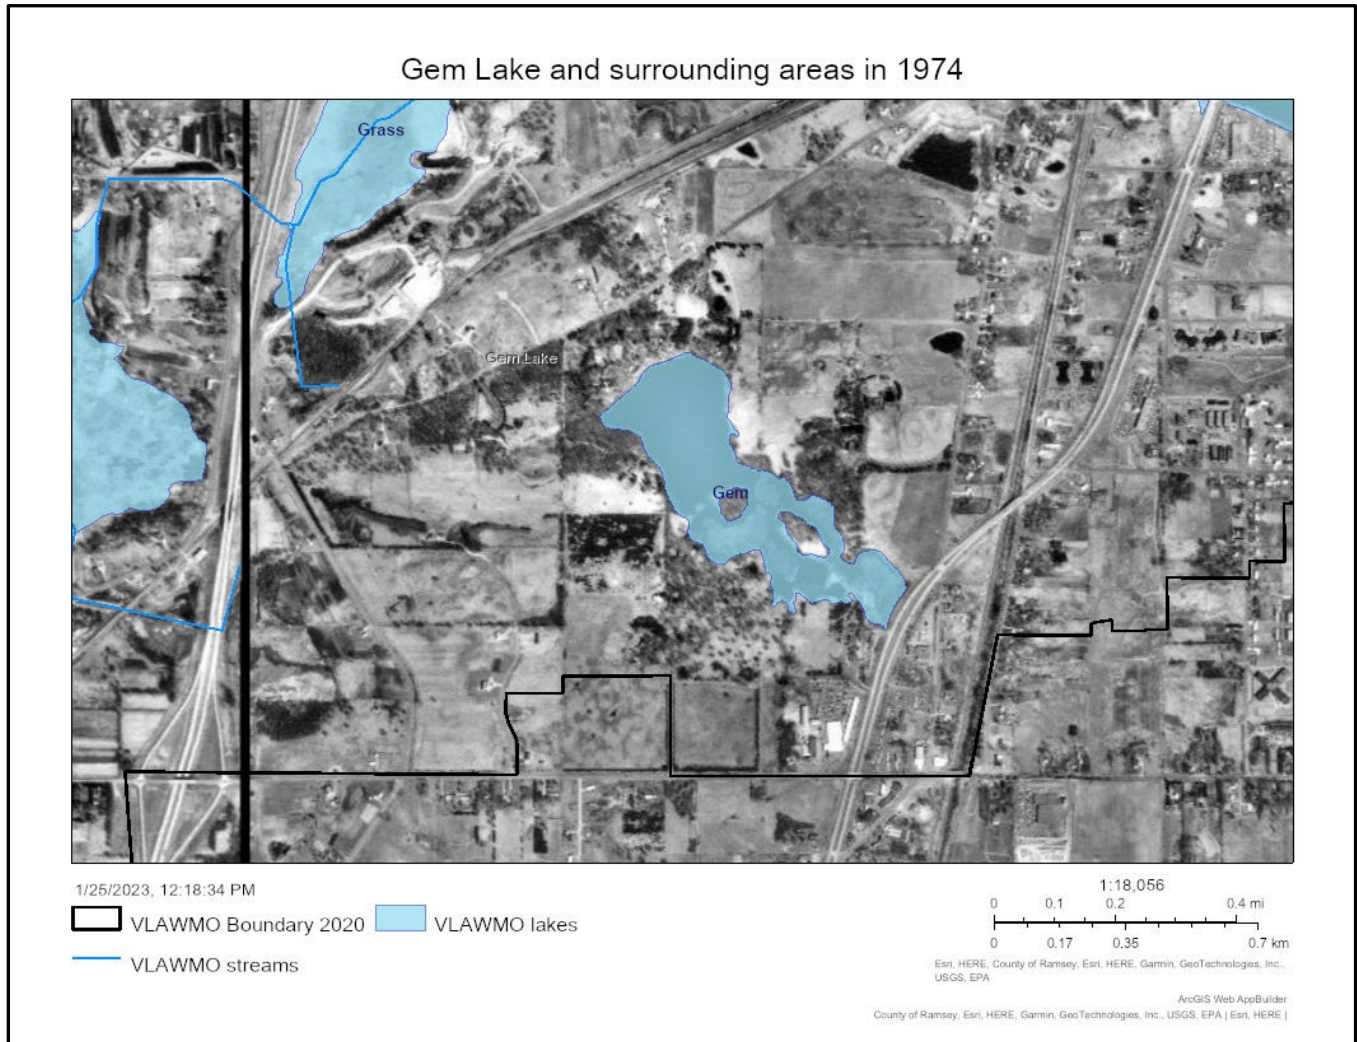 Gem Lake and surrounding areas in 1974
Grass
Gem Lake
Gem
1/25/2023, 12:18:34 PM
VLAWMO Boundary 2020
VLAWMO lakes
VLAWMO streams
1:18,056
0 0.1 0.2 0.4 mi
0 0.17 0.35 0.7 km
Esri, HERE, County of Ramsey, Esri, HERE, Garmin, GeoTechnologies, Inc.,
USGS, EPA
ArcGIS Web AppBuilder
County of Ramsey, Esri, HERE, Garmin, GeoTechnologies, Inc., USGS, EPA | Esri, HERE |